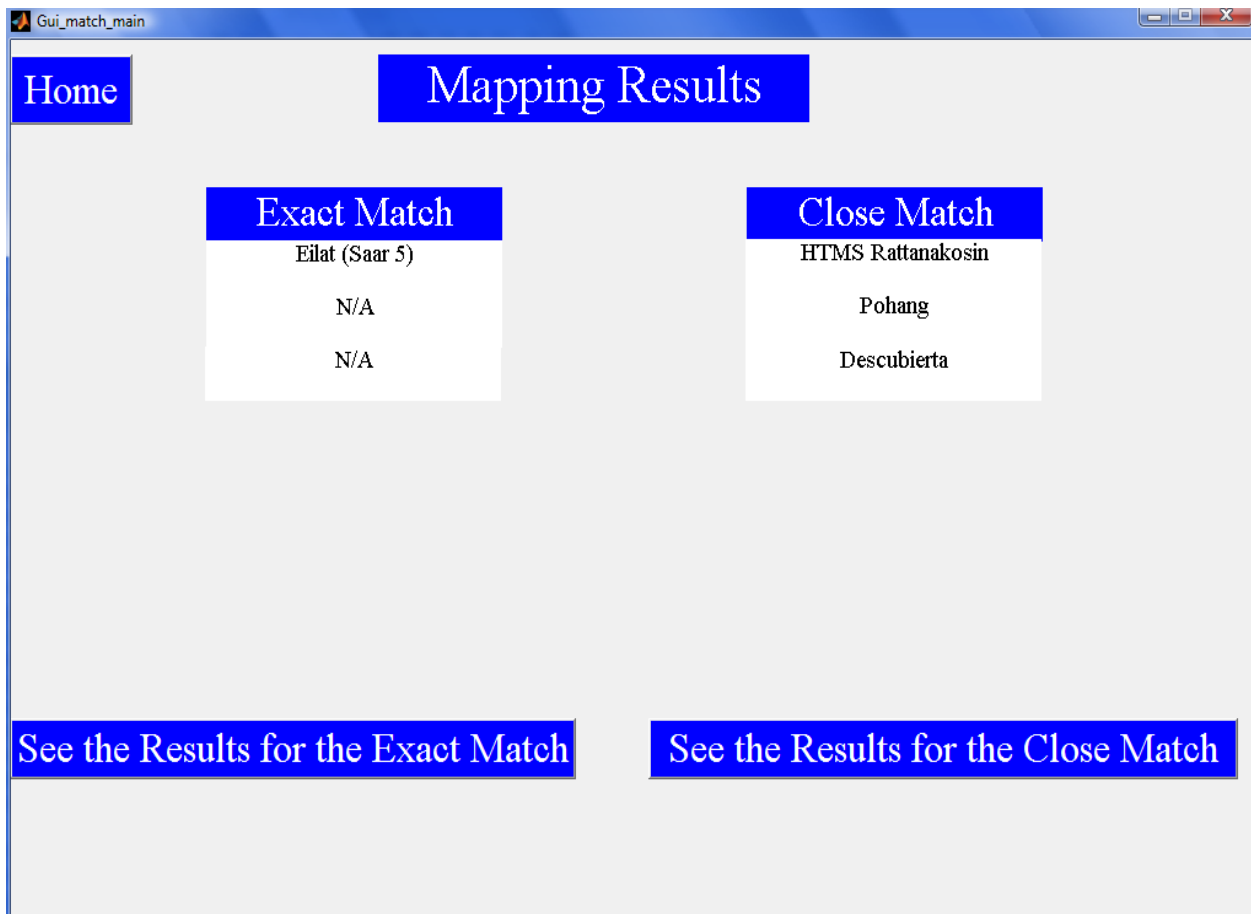 Gui_match_main
Home
Mapping Results
Exact Match
Eilat (Saar 5)
N/A
N/A
Close Match
HTMS Rattanakosin
Pohang
Descubierta
See the Results for the Exact Match
See the Results for the Close Match